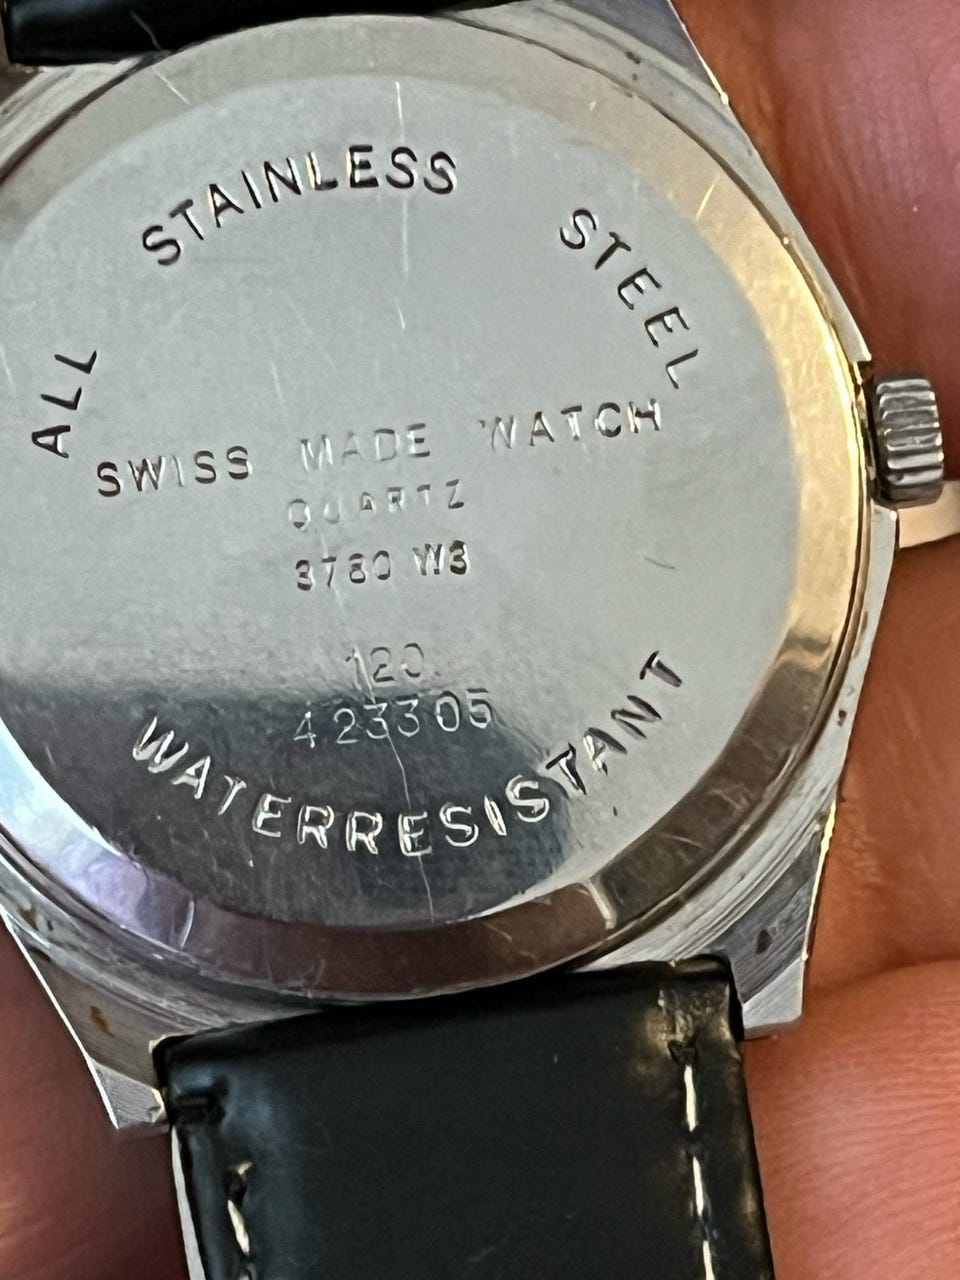 ALL STAINLESS STEEL
SWISS MADE WATCH
QUARTZ
3780 W3
120.
423305
WATERRESISTANT